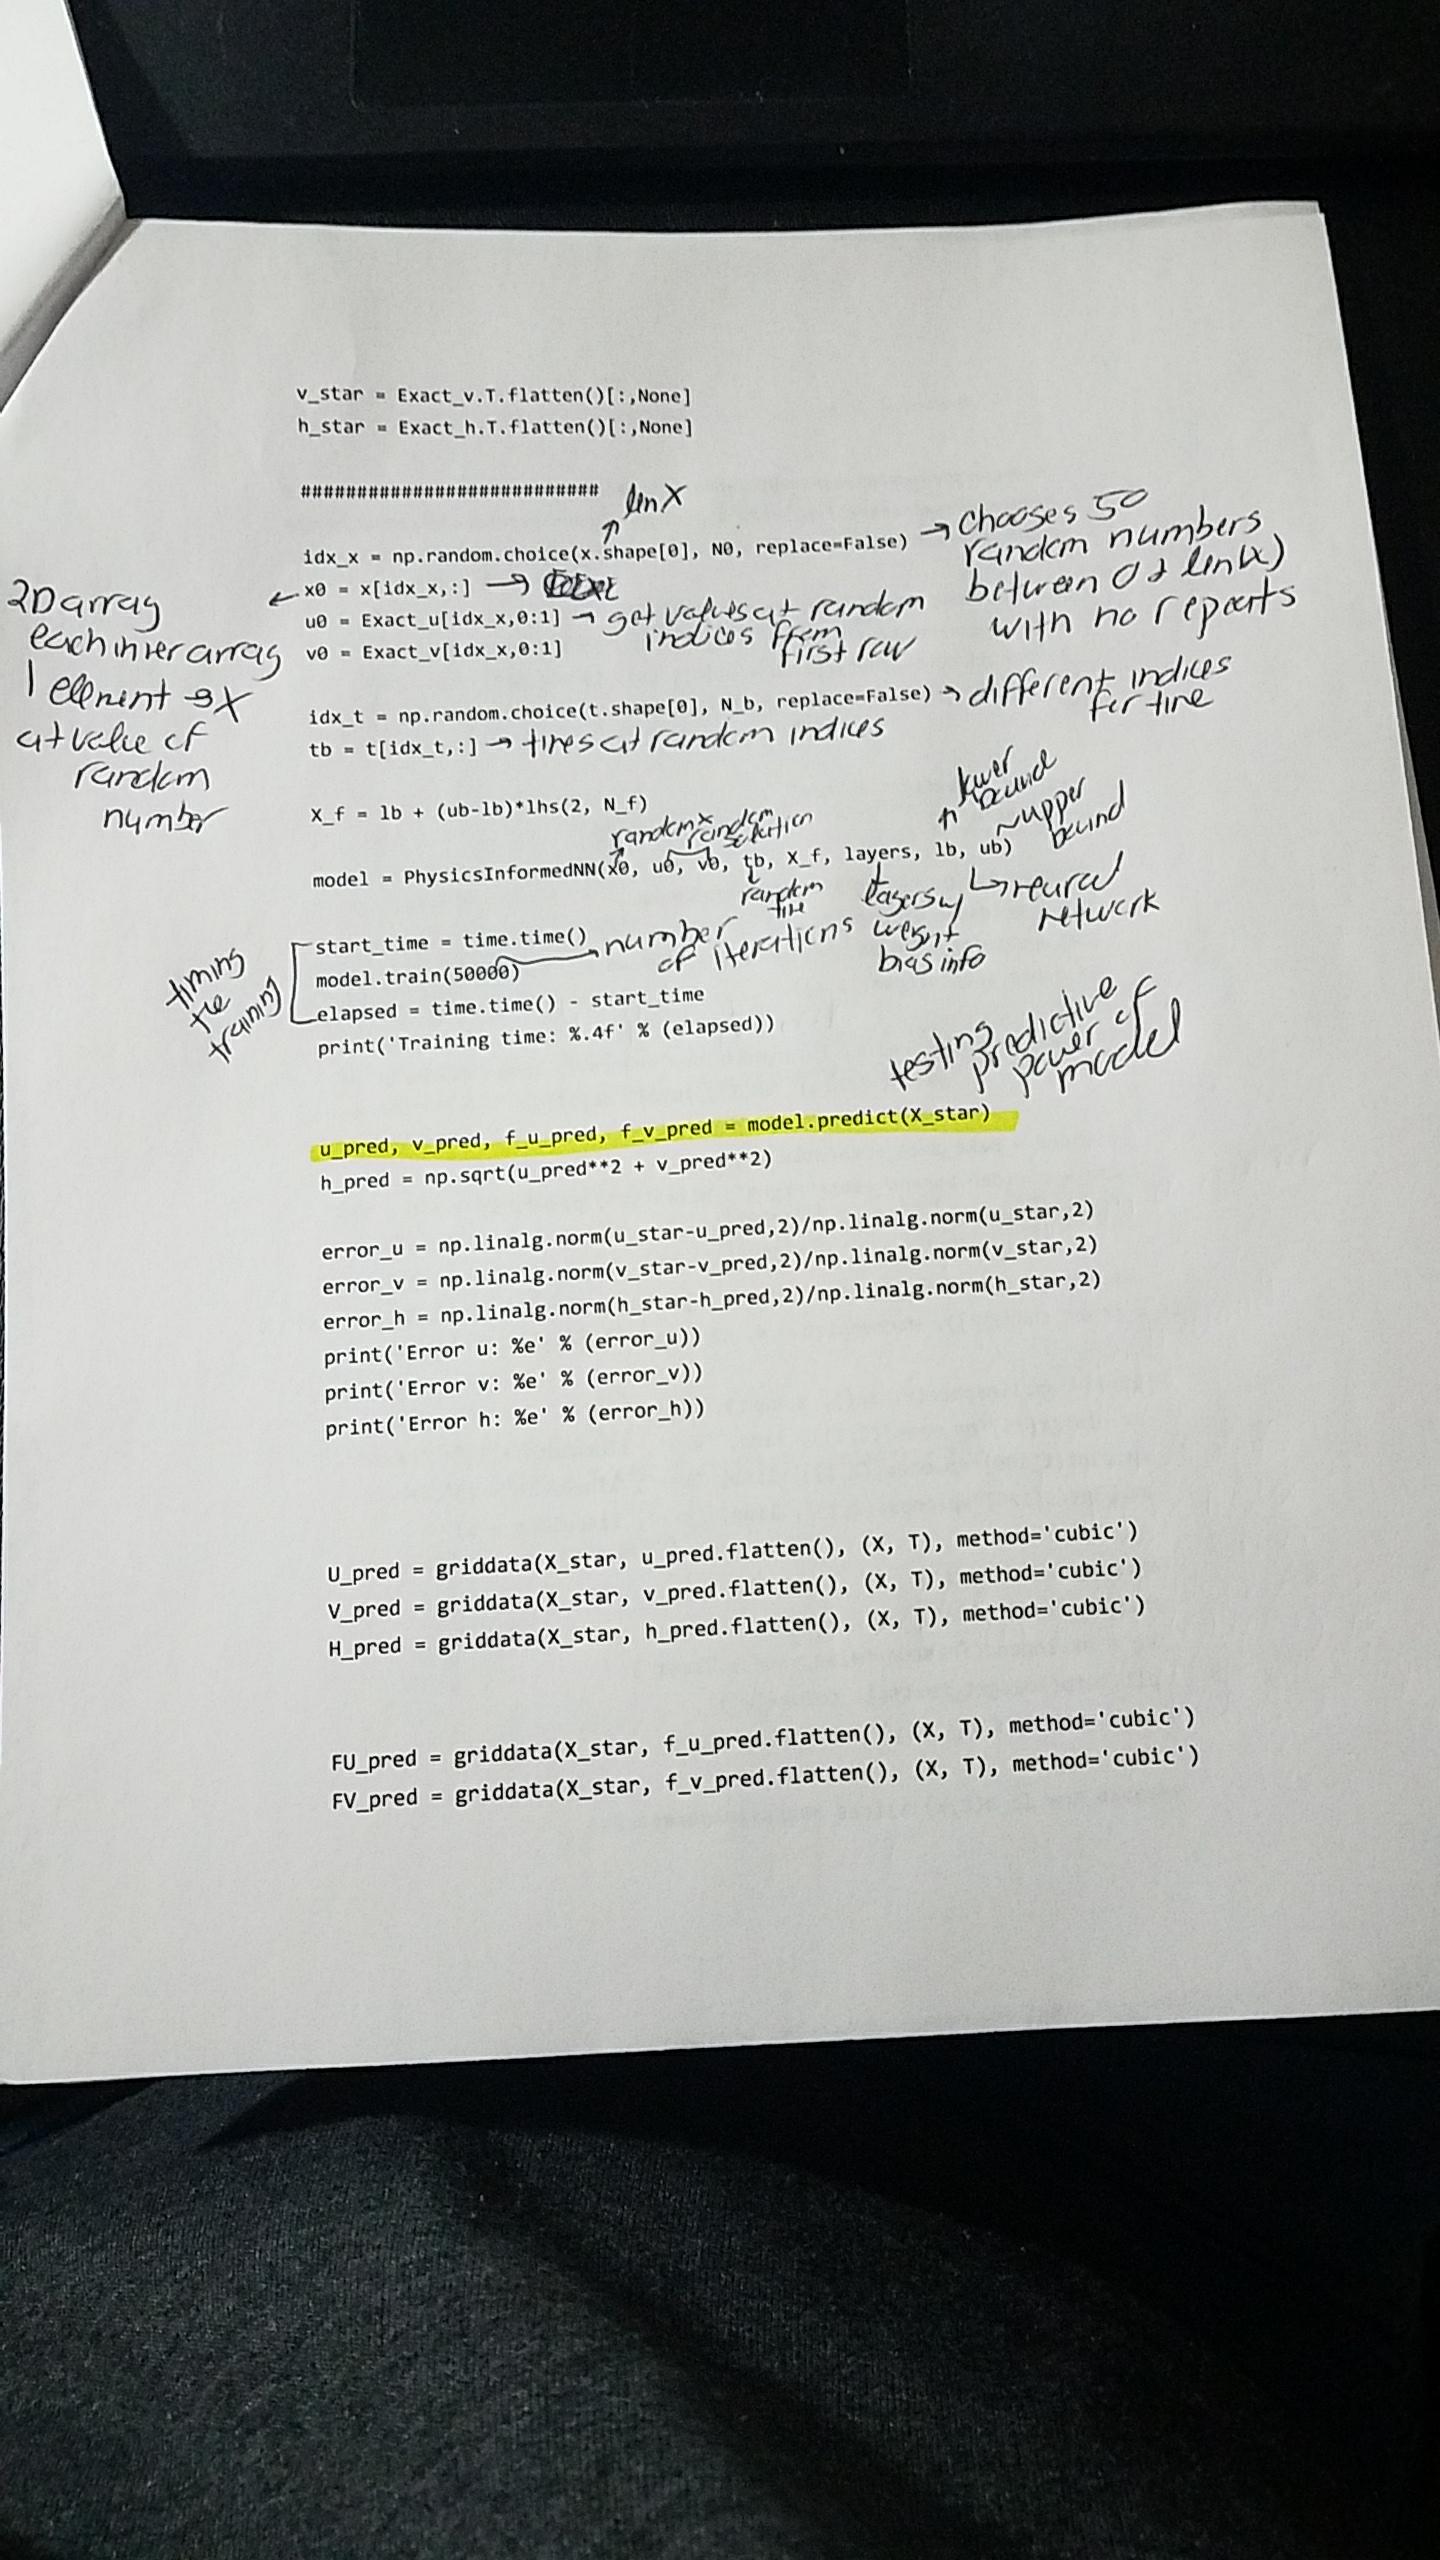 v_star = Exact_v.T.flatten()[:,None]
h_star = Exact_h.T.flatten()[:,None]
##########################
len X
idx_x = np.random.choice(x.shape[0], N0, replace=False) → chooses 50
random numbers
between 0 & len(x)
with no repeats
x0 = x[idx_x,:] →
2D array
each inner array
1 element → X
at value of
random
number
u0 = Exact_u[idx_x,0:1] → get values at random
indices from
first row
v0 = Exact_v[idx_x,0:1]
idx_t = np.random.choice(t.shape[0], N_b, replace=False) → different indices
for time
tb = t[idx_t,:] → times at random indices
X_f = lb + (ub-lb)*lhs(2, N_f)
random x
random
selection
lower
bound
upper
bound
model = PhysicsInformedNN(x0, u0, v0, tb, X_f, layers, lb, ub)
random
time
layers w/
weight
bias info
neural
network
timing
the
training
start_time = time.time()
model.train(50000)
number
of iterations
elapsed = time.time() - start_time
print('Training time: %.4f' % (elapsed))
testing
predictive
power of
model
u_pred, v_pred, f_u_pred, f_v_pred = model.predict(X_star)
h_pred = np.sqrt(u_pred**2 + v_pred**2)
error_u = np.linalg.norm(u_star-u_pred,2)/np.linalg.norm(u_star,2)
error_v = np.linalg.norm(v_star-v_pred,2)/np.linalg.norm(v_star,2)
error_h = np.linalg.norm(h_star-h_pred,2)/np.linalg.norm(h_star,2)
print('Error u: %e' % (error_u))
print('Error v: %e' % (error_v))
print('Error h: %e' % (error_h))
U_pred = griddata(X_star, u_pred.flatten(), (X, T), method='cubic')
V_pred = griddata(X_star, v_pred.flatten(), (X, T), method='cubic')
H_pred = griddata(X_star, h_pred.flatten(), (X, T), method='cubic')
FU_pred = griddata(X_star, f_u_pred.flatten(), (X, T), method='cubic')
FV_pred = griddata(X_star, f_v_pred.flatten(), (X, T), method='cubic')